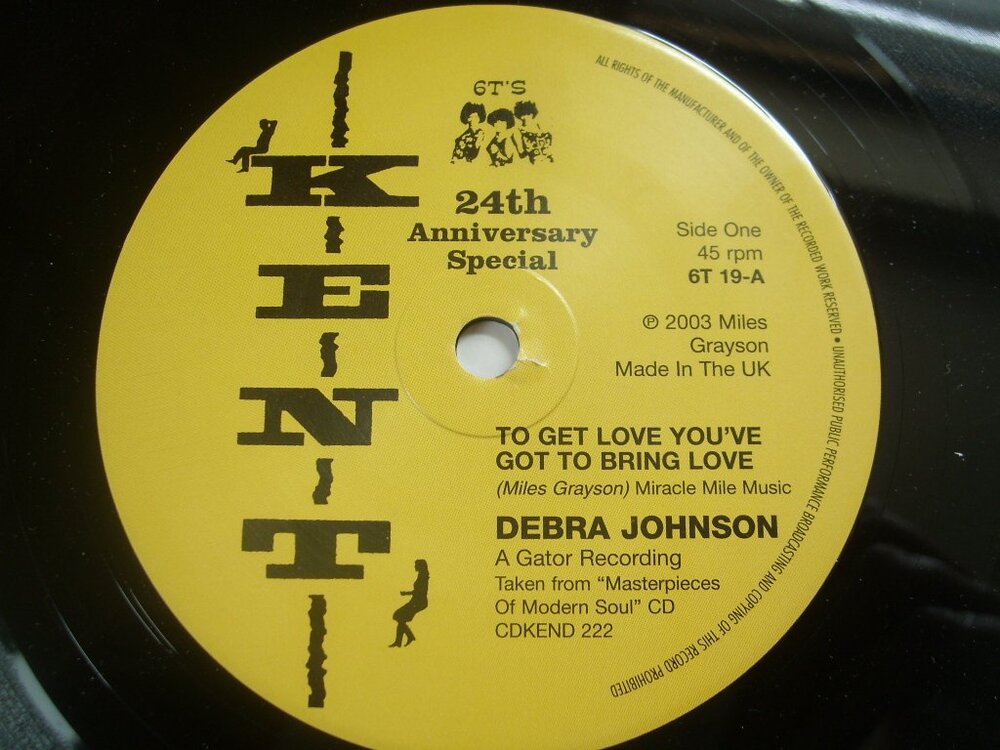 KENT
6T'S
24th
Anniversary
Special
Side One
45 rpm
6T 19-A
℗ 2003 Miles
Grayson
Made In The UK
TO GET LOVE YOU'VE
GOT TO BRING LOVE
(Miles Grayson) Miracle Mile Music
DEBRA JOHNSON
A Gator Recording
Taken from “Masterpieces
Of Modern Soul” CD
CDKEND 222
ALL RIGHTS OF THE MANUFACTURER AND OF THE OWNER OF THE RECORDED WORK RESERVED • UNAUTHORISED PUBLIC PERFORMANCE BROADCASTING AND COPYING OF THIS RECORD PROHIBITED